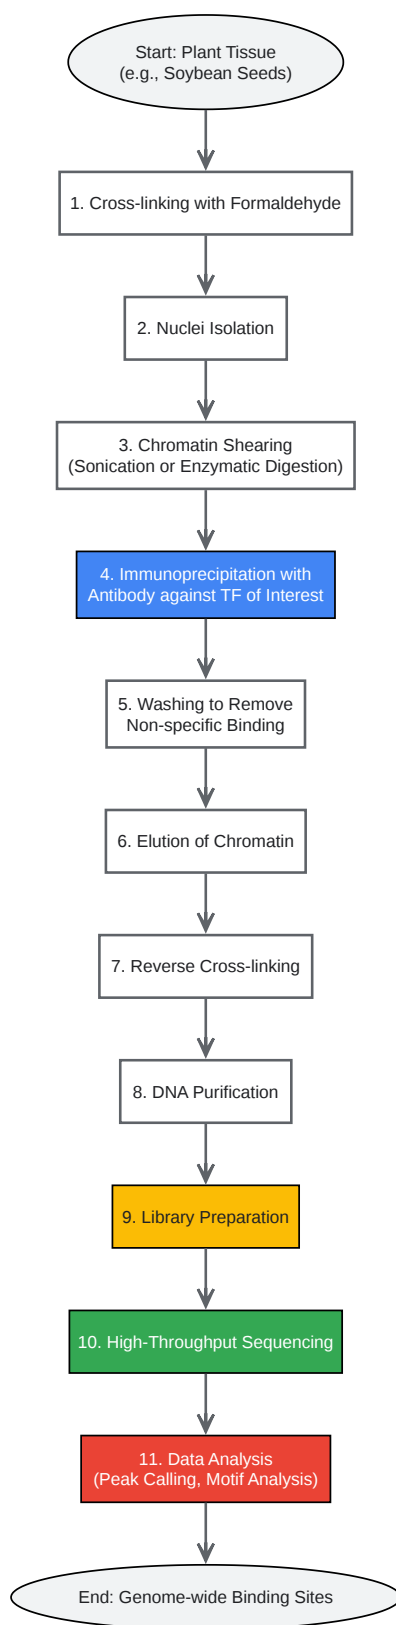 Start: Plant Tissue
(e.g., Soybean Seeds)
1. Cross-linking with Formaldehyde
2. Nuclei Isolation
3. Chromatin Shearing
(Sonication or Enzymatic Digestion)
4. Immunoprecipitation with
Antibody against TF of Interest
5. Washing to Remove
Non-specific Binding
6. Elution of Chromatin
7. Reverse Cross-linking
8. DNA Purification
9. Library Preparation
10. High-Throughput Sequencing
11. Data Analysis
(Peak Calling, Motif Analysis)
End: Genome-wide Binding Sites